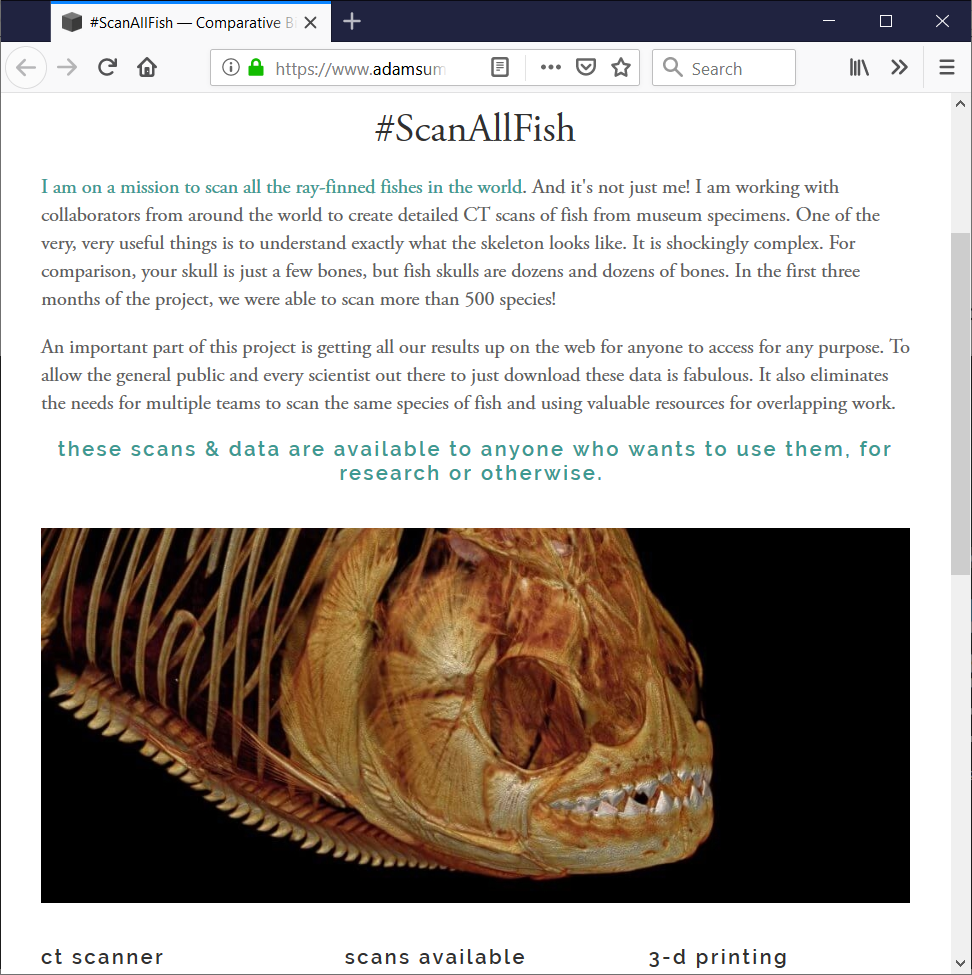 #ScanAllFish — Comparative Bi
https://www.adamsum
Search
#ScanAllFish
I am on a mission to scan all the ray-finned fishes in the world. And it's not just me! I am working with
collaborators from around the world to create detailed CT scans of fish from museum specimens. One of the
very, very useful things is to understand exactly what the skeleton looks like. It is shockingly complex. For
comparison, your skull is just a few bones, but fish skulls are dozens and dozens of bones. In the first three
months of the project, we were able to scan more than 500 species!
An important part of this project is getting all our results up on the web for anyone to access for any purpose. To
allow the general public and every scientist out there to just download these data is fabulous. It also eliminates
the needs for multiple teams to scan the same species of fish and using valuable resources for overlapping work.
these scans & data are available to anyone who wants to use them, for
research or otherwise.
ct scanner scans available 3-d printing